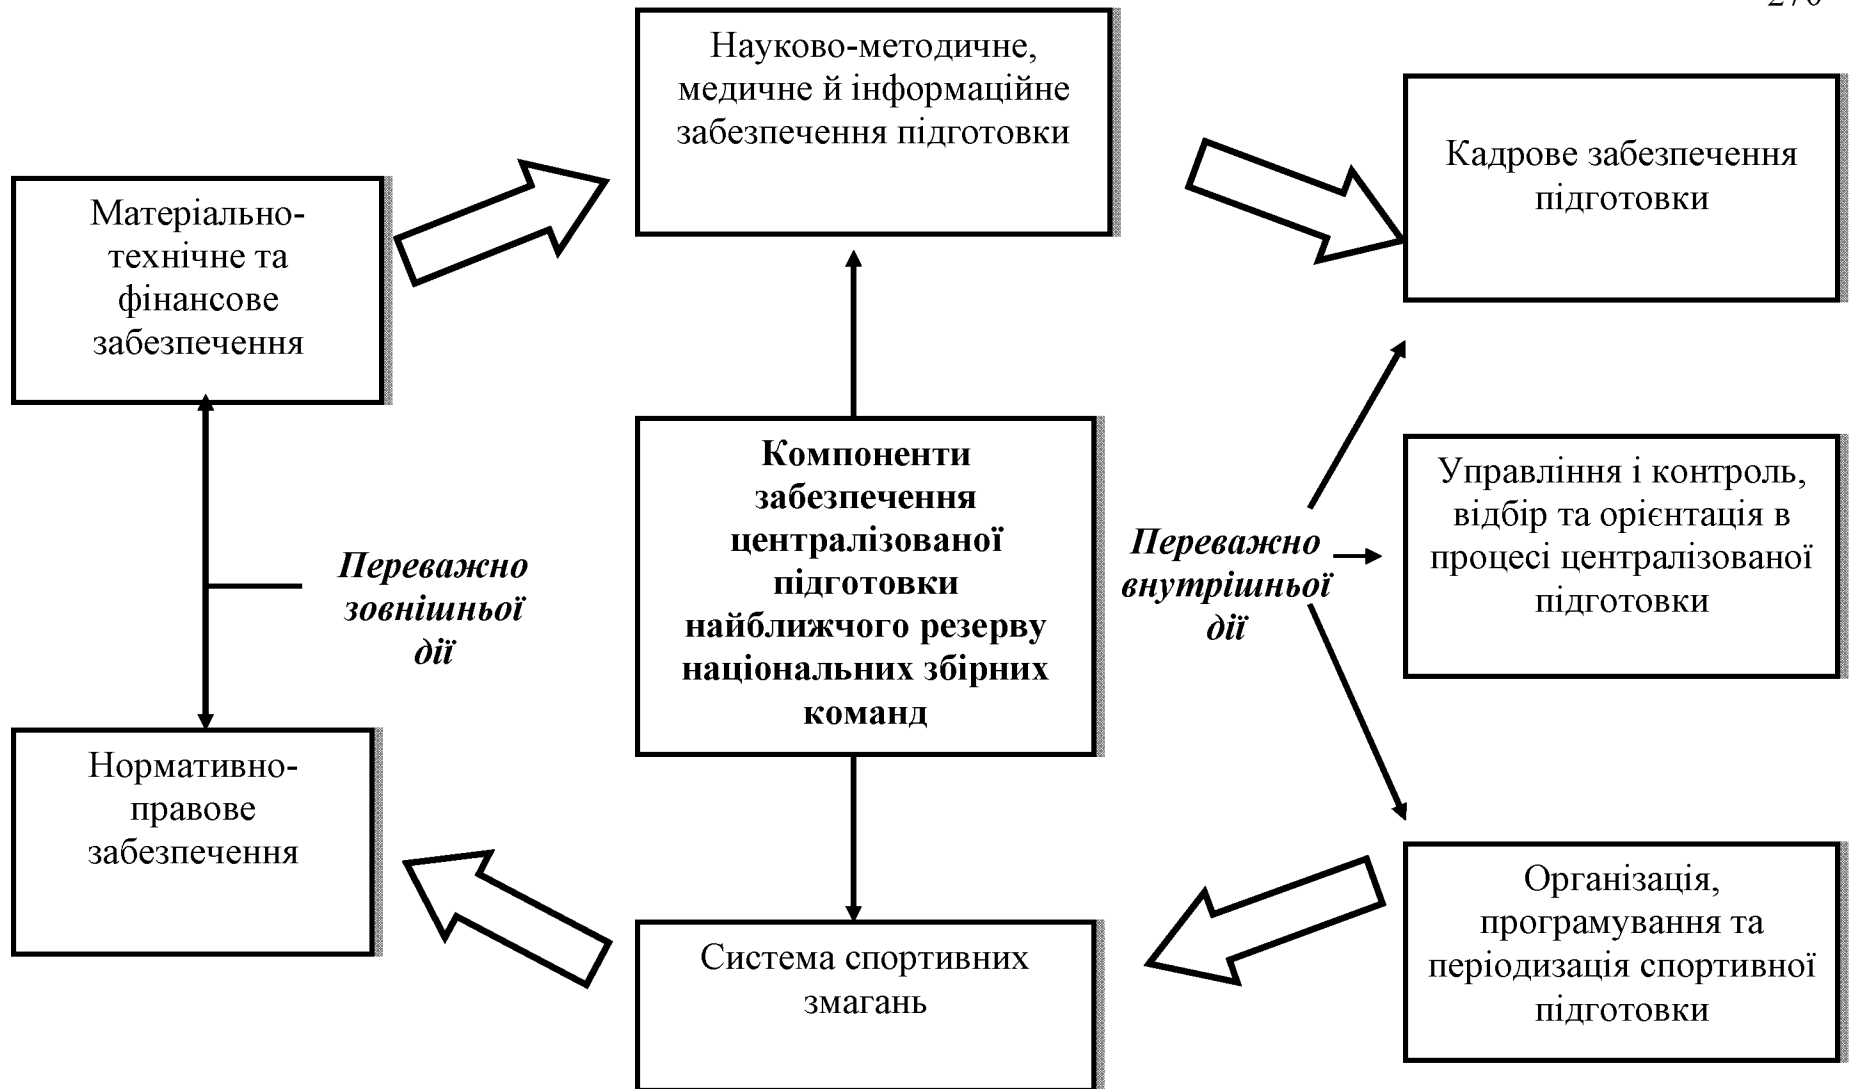 Науково-методичне,
медичне й інформаційне
забезпечення підготовки
Кадрове забезпечення
підготовки
Матеріально-
технічне та
фінансове
забезпечення
Компоненти
забезпечення
централізованої
підготовки
найближчого резерву
національних збірних
команд
Переважно
зовнішньої
дії
Переважно
внутрішньої
дії
Управління і контроль,
відбір та орієнтація в
процесі централізованої
підготовки
Нормативно-
правове
забезпечення
Система спортивних
змагань
Організація,
програмування та
періодизація спортивної
підготовки